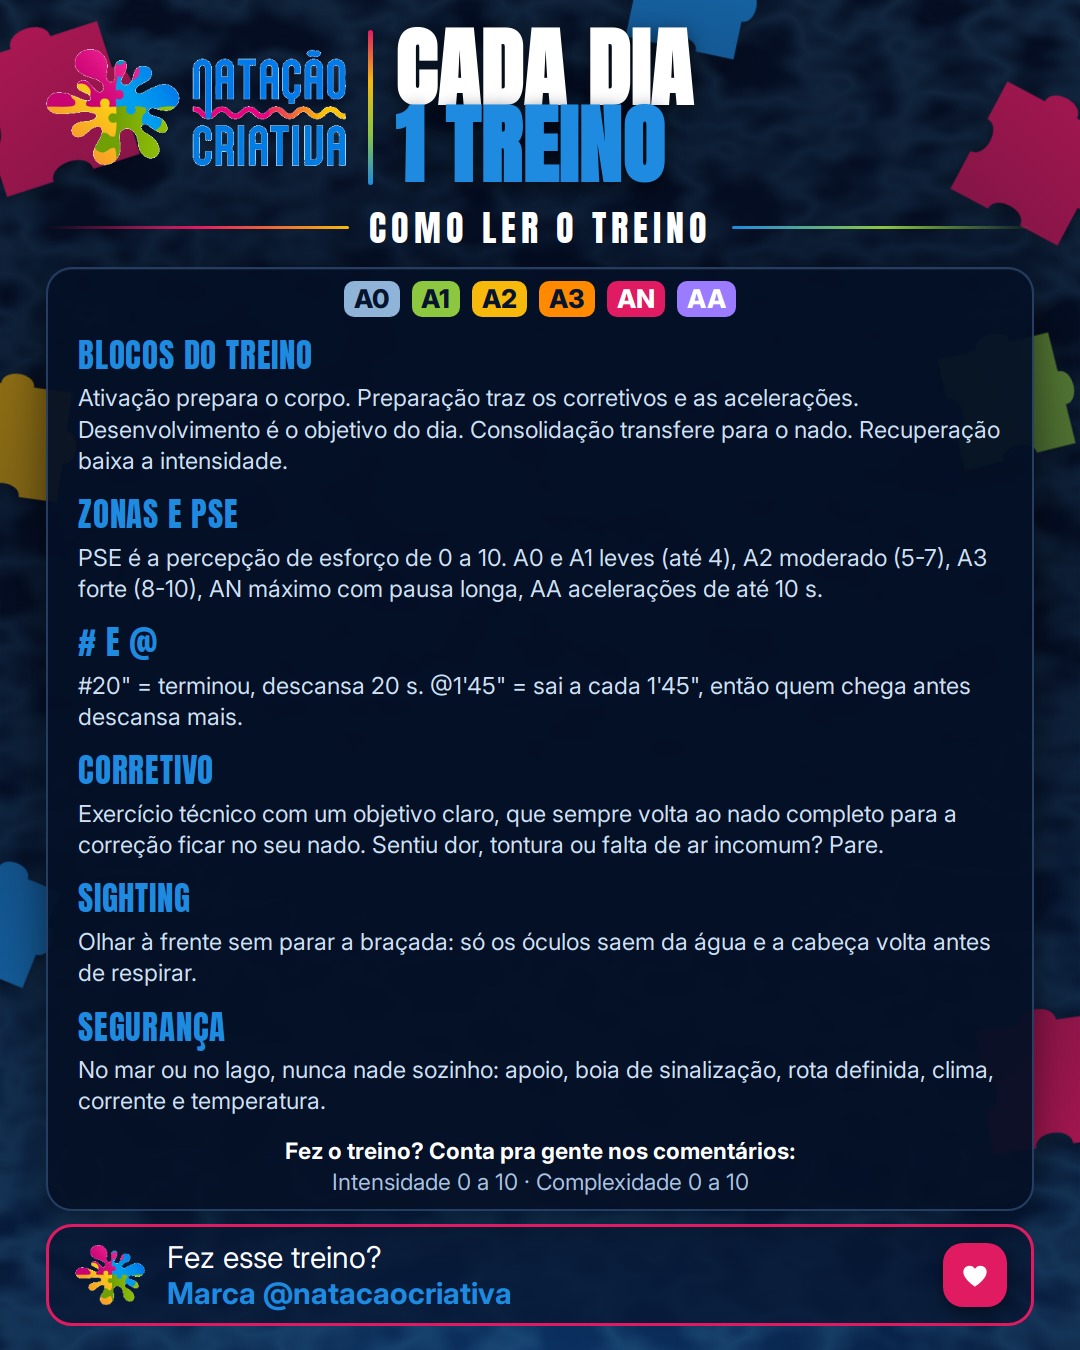 NATAÇÃO
CRIATIVA
CADA DIA
1 TREINO
COMO LER O TREINO
A0 A1 A2 A3 AN AA
BLOCOS DO TREINO
Ativação prepara o corpo. Preparação traz os corretivos e as acelerações.
Desenvolvimento é o objetivo do dia. Consolidação transfere para o nado. Recuperação
baixa a intensidade.
ZONAS E PSE
PSE é a percepção de esforço de 0 a 10. A0 e A1 leves (até 4), A2 moderado (5-7), A3
forte (8-10), AN máximo com pausa longa, AA acelerações de até 10 s.
# E @
#20" = terminou, descansa 20 s. @1'45" = sai a cada 1'45", então quem chega antes
descansa mais.
CORRETIVO
Exercício técnico com um objetivo claro, que sempre volta ao nado completo para a
correção ficar no seu nado. Sentiu dor, tontura ou falta de ar incomum? Pare.
SIGHTING
Olhar à frente sem parar a braçada: só os óculos saem da água e a cabeça volta antes
de respirar.
SEGURANÇA
No mar ou no lago, nunca nade sozinho: apoio, boia de sinalização, rota definida, clima,
corrente e temperatura.
Fez o treino? Conta pra gente nos comentários:
Intensidade 0 a 10 · Complexidade 0 a 10
Fez esse treino?
Marca @natacaocriativa